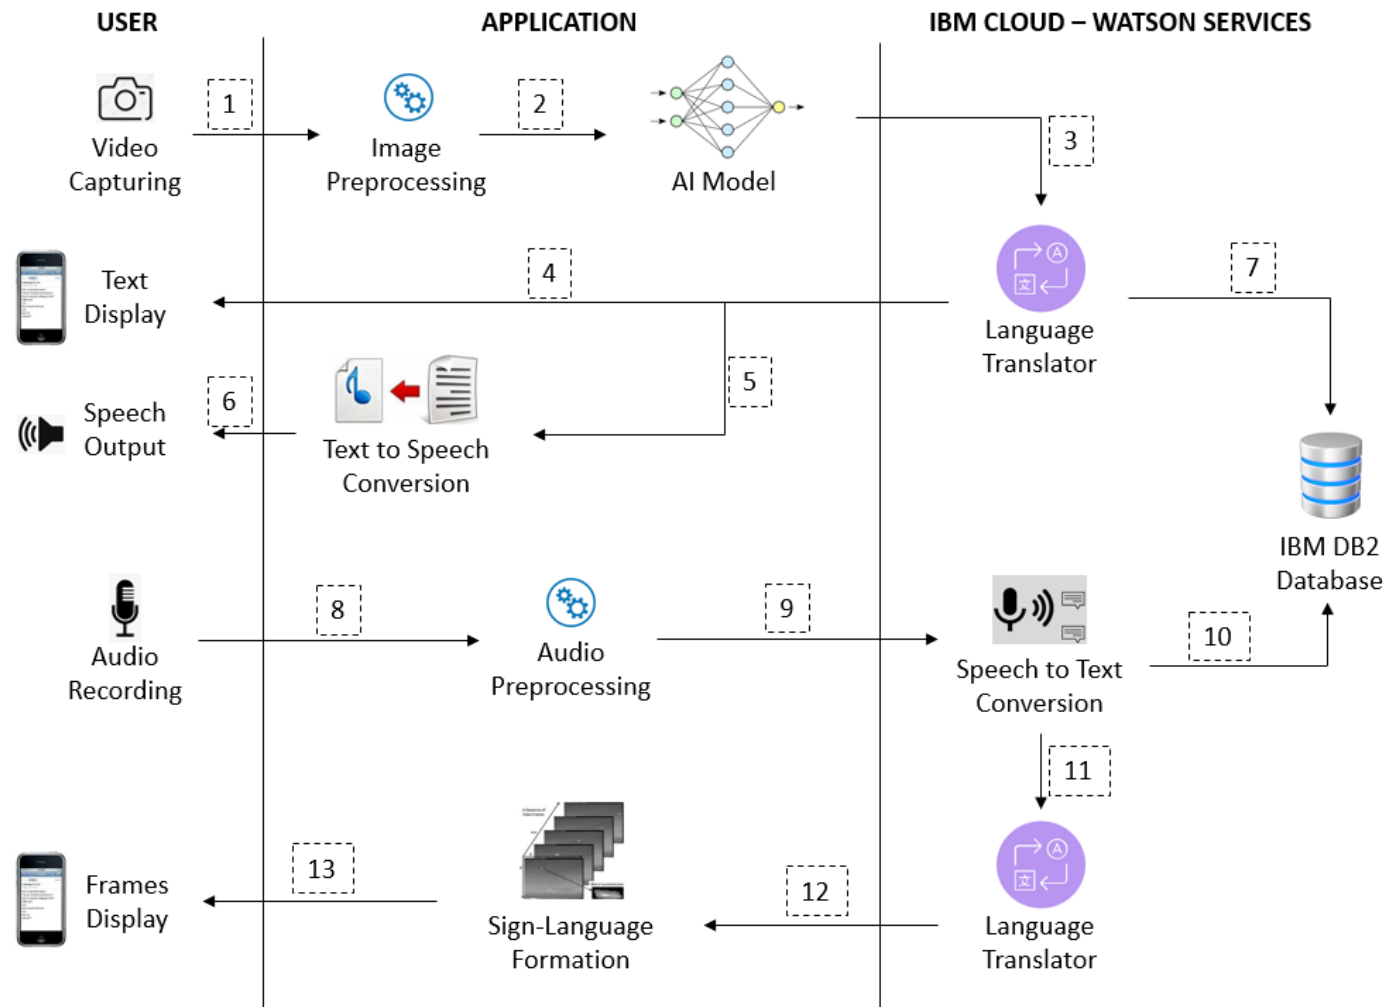 USER
APPLICATION
IBM CLOUD – WATSON SERVICES
1
2
3
Video
Capturing
Image
Preprocessing
AI Model
4
7
Text
Display
Language
Translator
5
6
Speech
Output
Text to Speech
Conversion
IBM DB2
Database
8
9
10
Audio
Recording
Audio
Preprocessing
Speech to Text
Conversion
11
12
13
Frames
Display
Sign-Language
Formation
Language
Translator